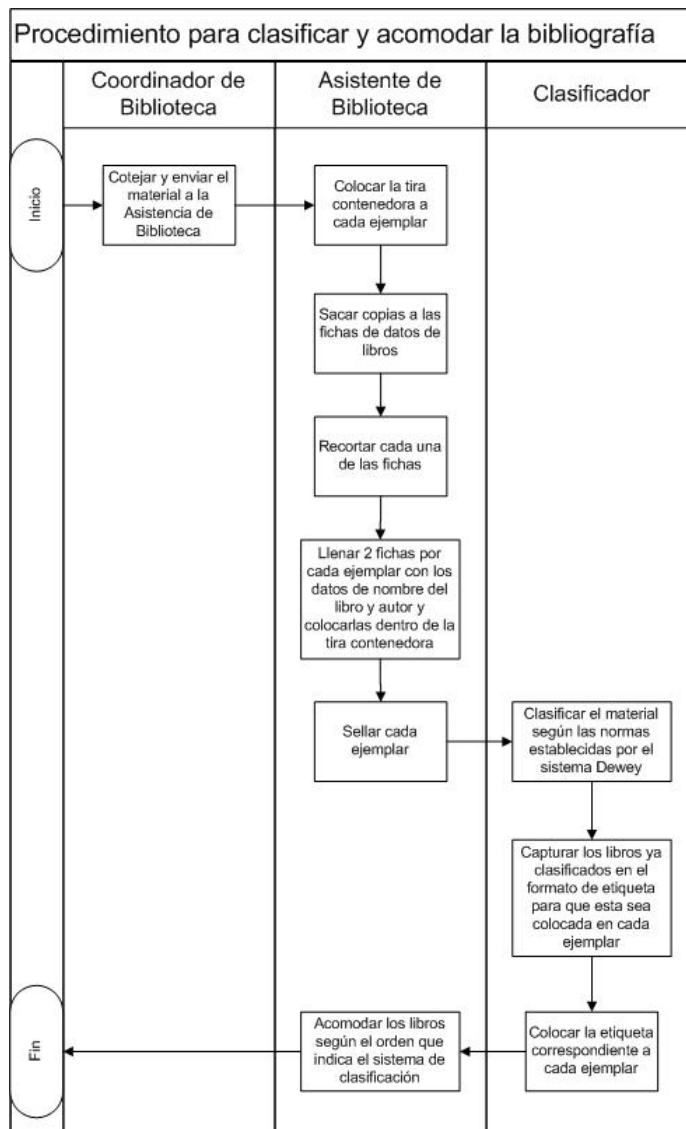 Procedimiento para clasificar y acomodar la bibliografía
Coordinador de
Biblioteca
Asistente de
Biblioteca
Clasificador
Inicio
Cotejar y enviar el
material a la
Asistencia de
Biblioteca
Colocar la tira
contenedora a
cada ejemplar
Sacar copias a las
fichas de datos de
libros
Recortar cada una
de las fichas
Llenar 2 fichas por
cada ejemplar con los
datos de nombre del
libro y autor y
colocarlas dentro de la
tira contenedora
Sellar cada
ejemplar
Clasificar el material
según las normas
establecidas por el
sistema Dewey
Capturar los libros ya
clasificados en el
formato de etiqueta
para que esta sea
colocada en cada
ejemplar
Colocar la etiqueta
correspondiente a
cada ejemplar
Acomodar los libros
según el orden que
indica el sistema de
clasificación
Fin